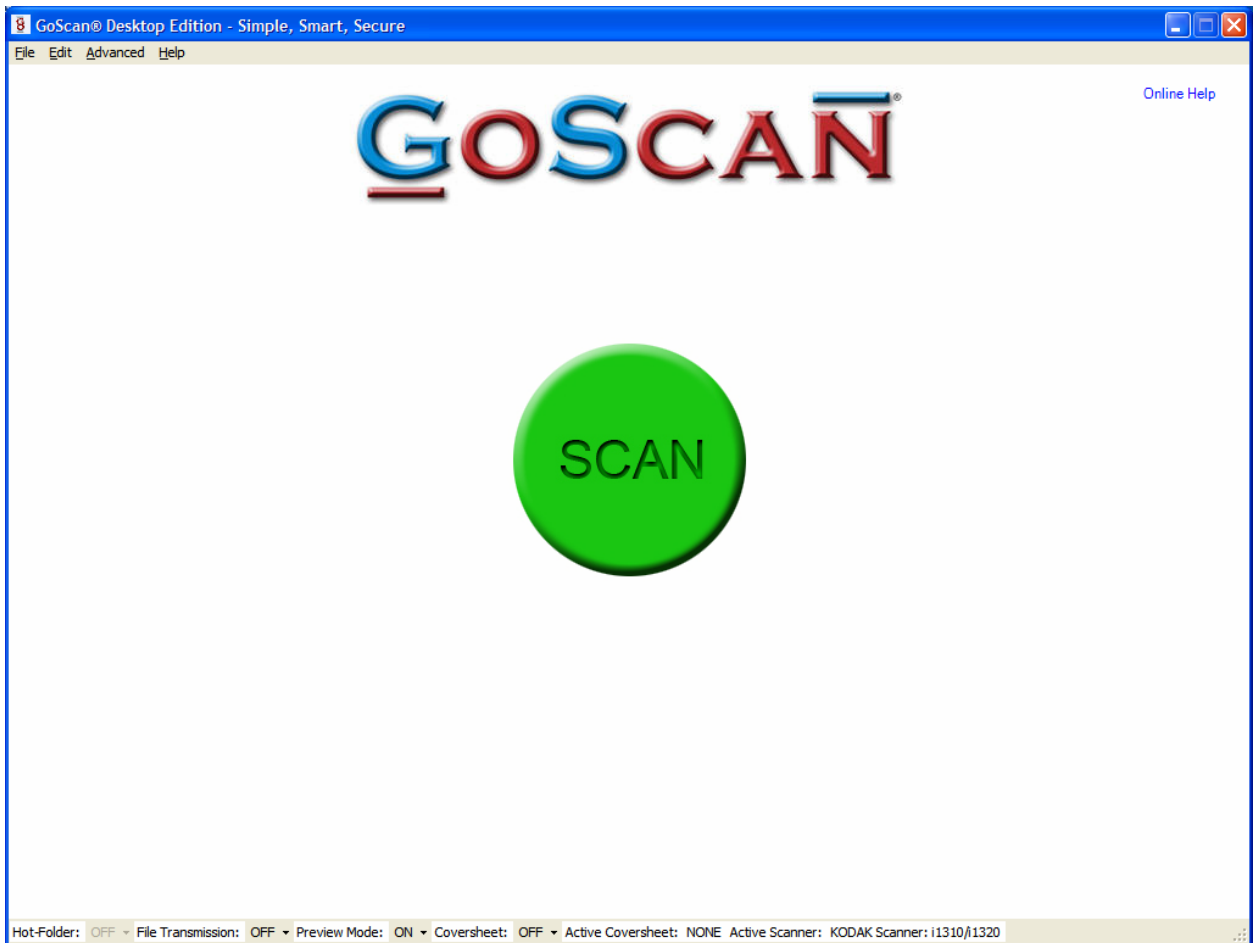 GoScan® Desktop Edition - Simple, Smart, Secure
File Edit Advanced Help
GOSCAN®
Online Help
SCAN
Hot-Folder: OFF File Transmission: OFF Preview Mode: ON Coversheet: OFF Active Coversheet: NONE Active Scanner: KODAK Scanner: i1310/i1320